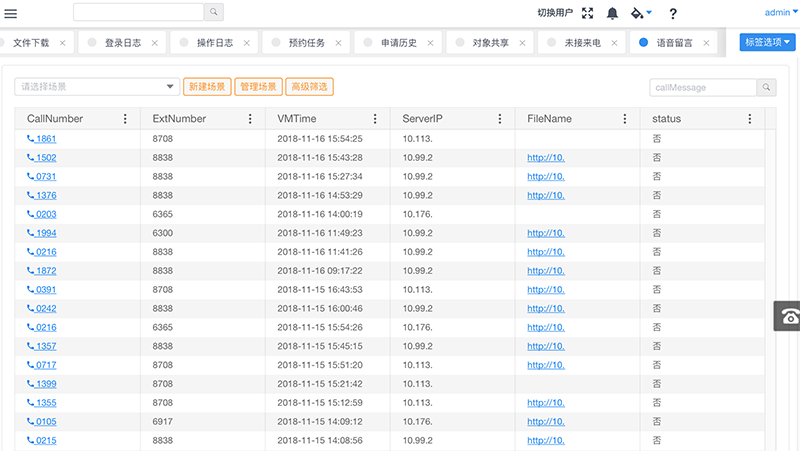 切换用户 ? admin
文件下载 × 登录日志 × 操作日志 × 预约任务 × 申请历史 × 对象共享 × 未接来电 × 语音留言 × 标签选项
请选择场景 新建场景 管理场景 高级筛选 callMessage
CallNumber ExtNumber VMTime ServerIP FileName status
1861 8708 2018-11-16 15:54:25 10.113. 否
1502 8838 2018-11-16 15:43:28 10.99.2 http://10. 否
0731 8838 2018-11-16 15:27:34 10.99.2 http://10. 否
1376 8838 2018-11-16 14:53:29 10.99.2 http://10. 否
0203 6365 2018-11-16 14:00:19 10.176. 否
1994 6300 2018-11-16 11:49:23 10.99.2 http://10. 否
0216 8838 2018-11-16 11:41:26 10.99.2 http://10. 否
1872 8838 2018-11-16 09:17:22 10.99.2 http://10. 否
0391 8708 2018-11-15 16:43:53 10.113. http://10. 否
0242 8838 2018-11-15 16:00:46 10.99.2 http://10. 否
0216 6365 2018-11-15 15:54:26 10.176. http://10. 否
1357 8838 2018-11-15 15:45:15 10.99.2 http://10. 否
0717 8708 2018-11-15 15:51:20 10.113. http://10. 否
1399 8708 2018-11-15 15:21:42 10.113. 否
1355 8708 2018-11-15 15:12:59 10.113. http://10. 否
0105 6917 2018-11-15 14:09:12 10.176. http://10. 否
0215 8838 2018-11-15 14:08:56 10.99.2 http://10. 否